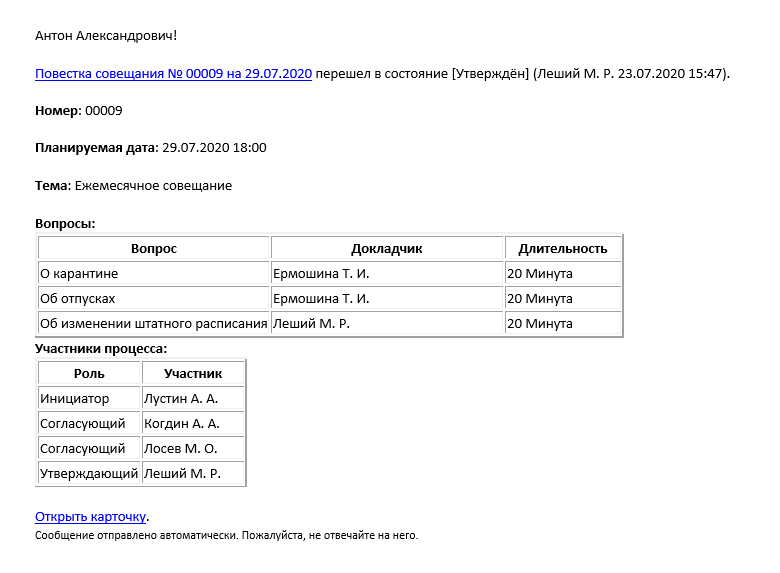 Антон Александрович!
Повестка совещания № 00009 на 29.07.2020 перешел в состояние [Утверждён] (Леший М. Р. 23.07.2020 15:47).
Номер: 00009
Планируемая дата: 29.07.2020 18:00
Тема: Ежемесячное совещание
Вопросы:
Вопрос Докладчик Длительность
О карантине Ермошина Т. И. 20 Минута
Об отпусках Ермошина Т. И. 20 Минута
Об изменении штатного расписания Леший М. Р. 20 Минута
Участники процесса:
Роль Участник
Инициатор Лустин А. А.
Согласующий Когдин А. А.
Согласующий Лосев М. О.
Утверждающий Леший М. Р.
Открыть карточку.
Сообщение отправлено автоматически. Пожалуйста, не отвечайте на него.